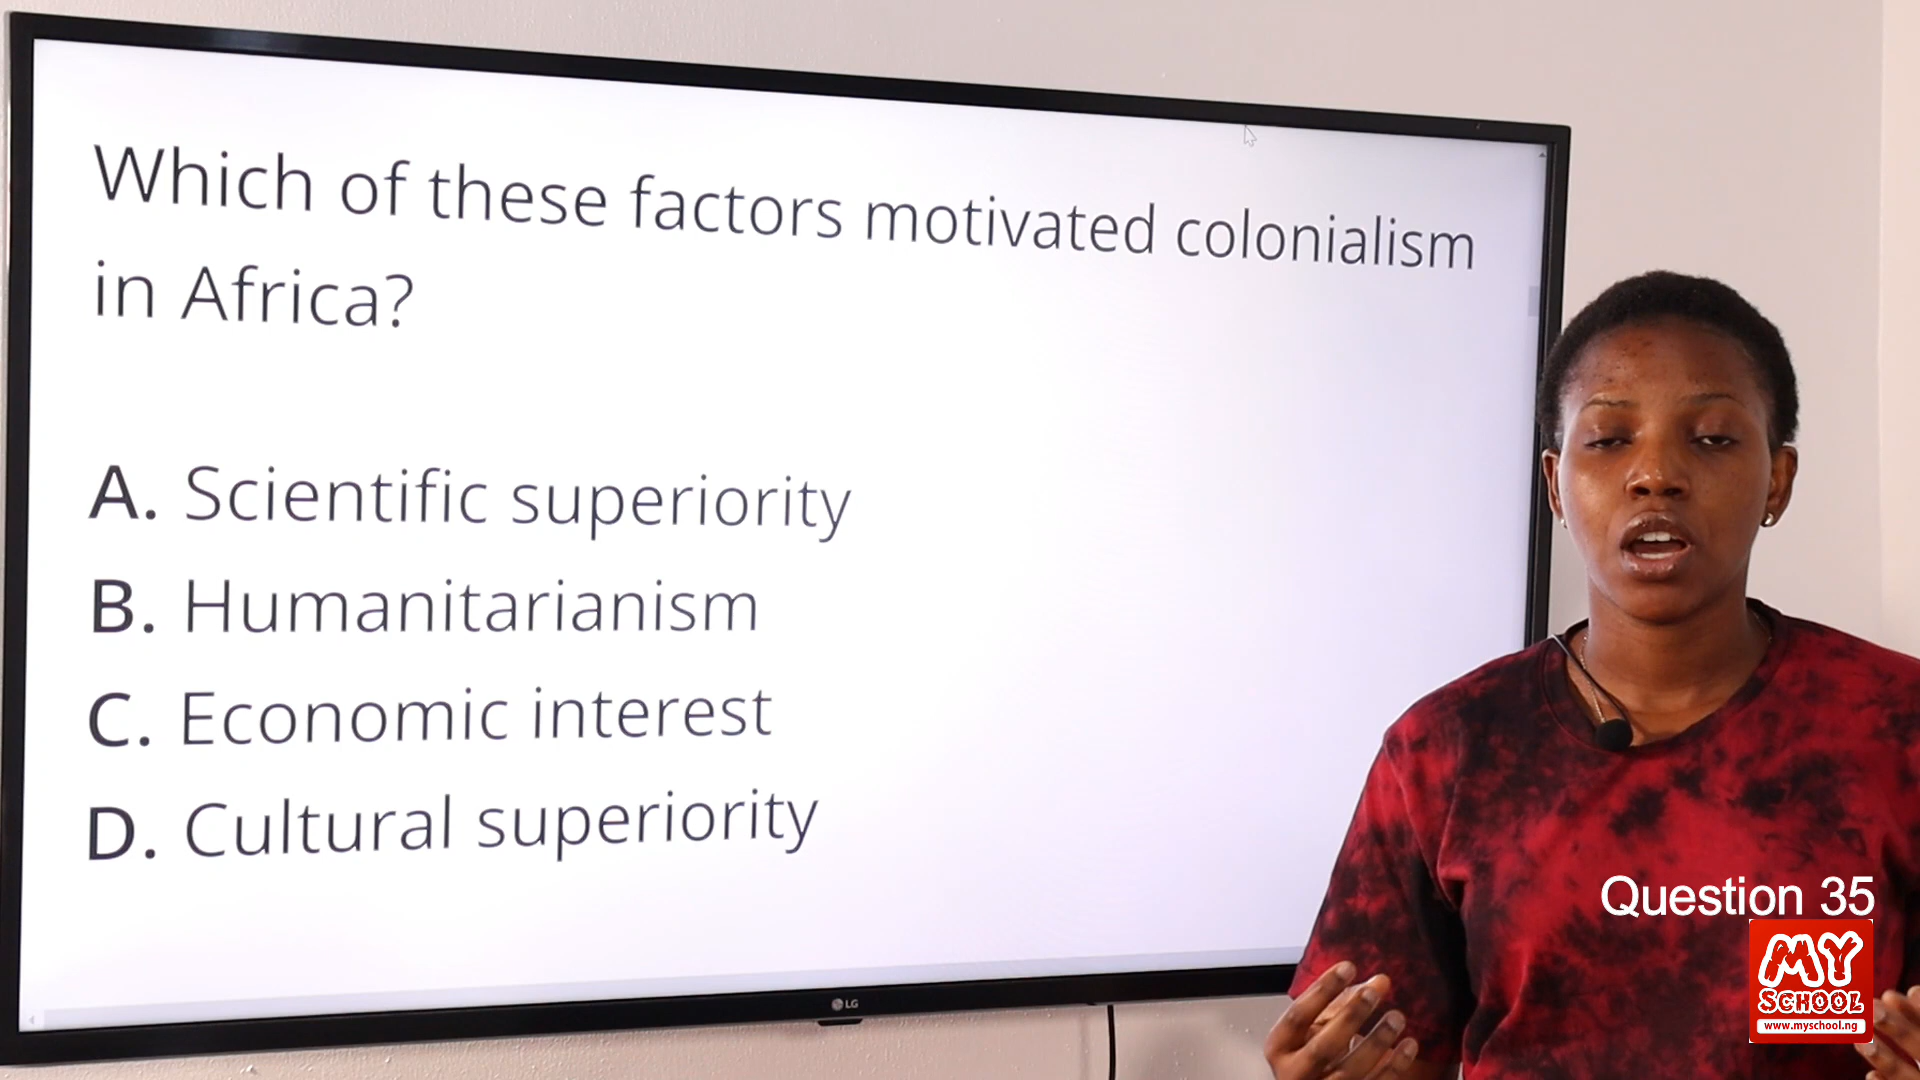 Which of these factors motivated colonialism
in Africa?
A. Scientific superiority
B. Humanitarianism
C. Economic interest
D. Cultural superiority
LG
Question 35
MY
SCHOOL
www.myschool.ng